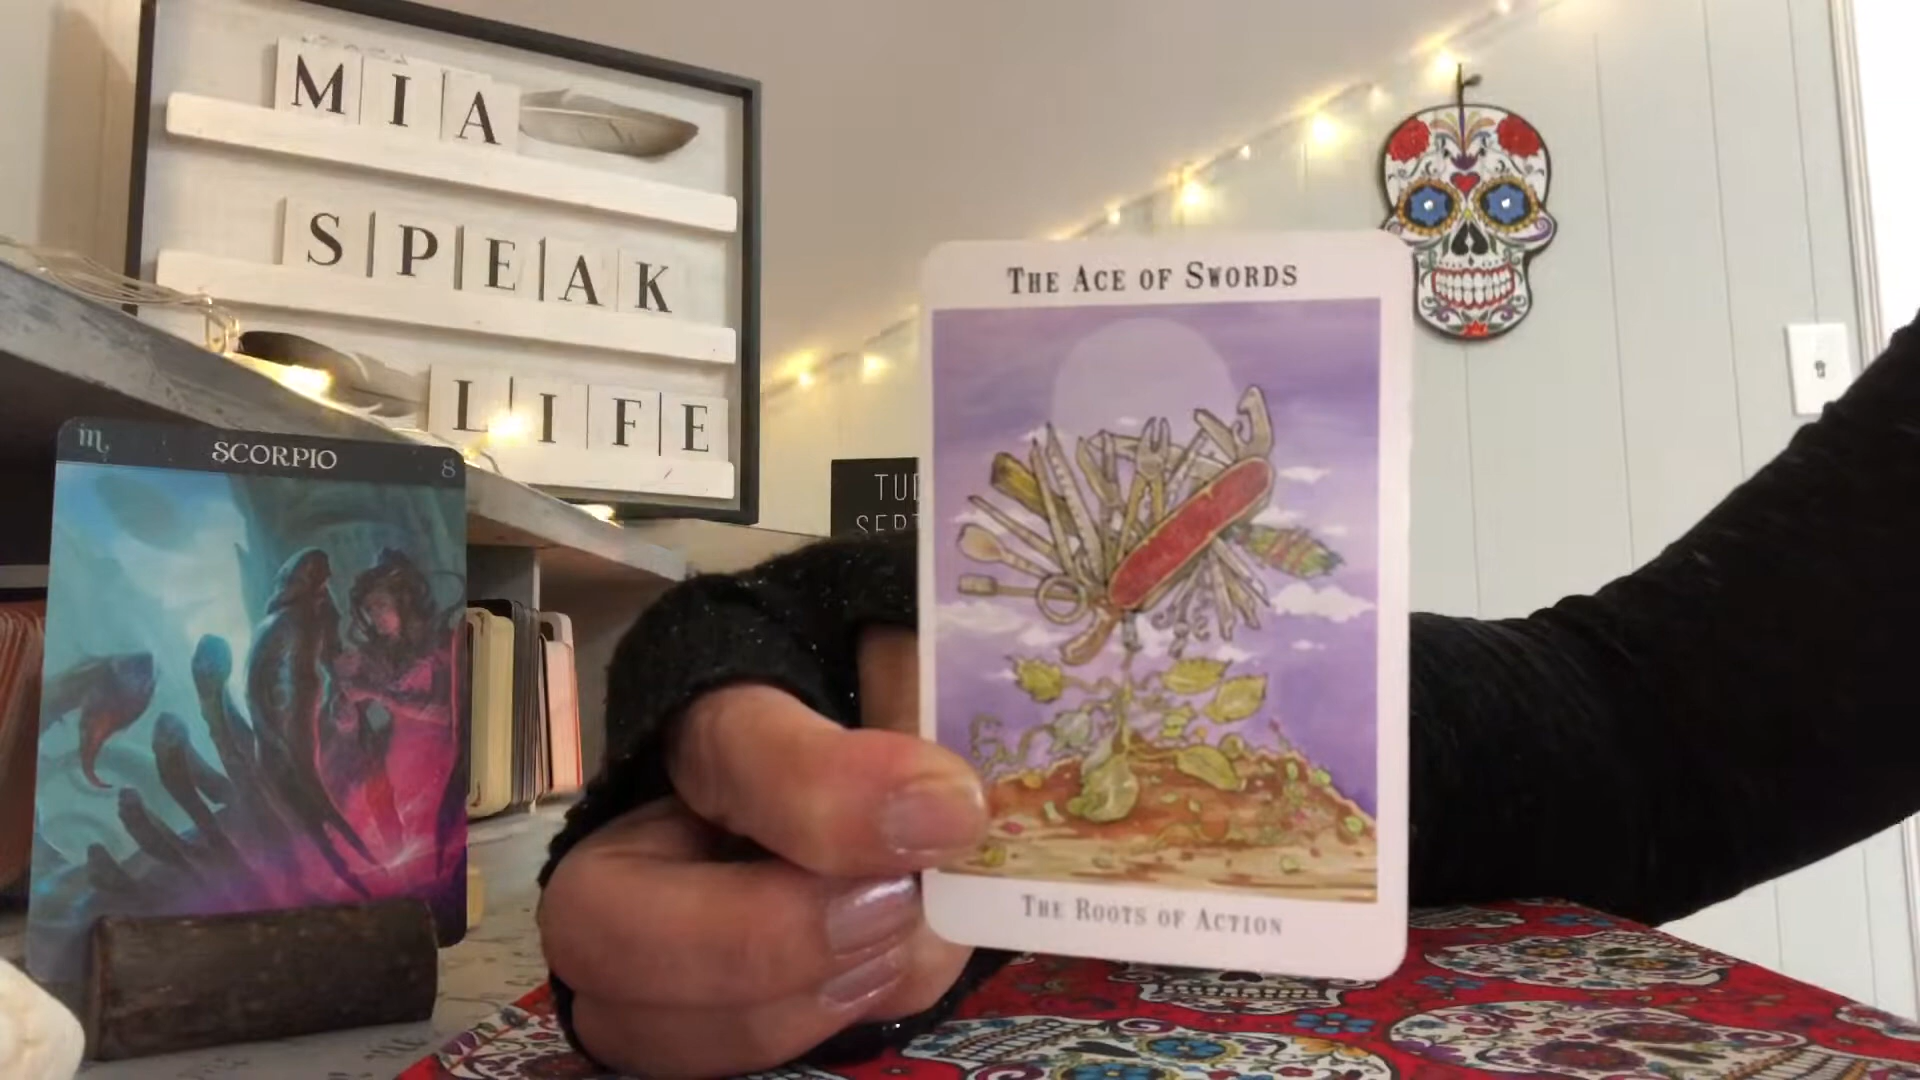 MIA
SPEAK
LIFE
SCORPIO
8
THE ACE OF SWORDS
THE ROOTS OF ACTION